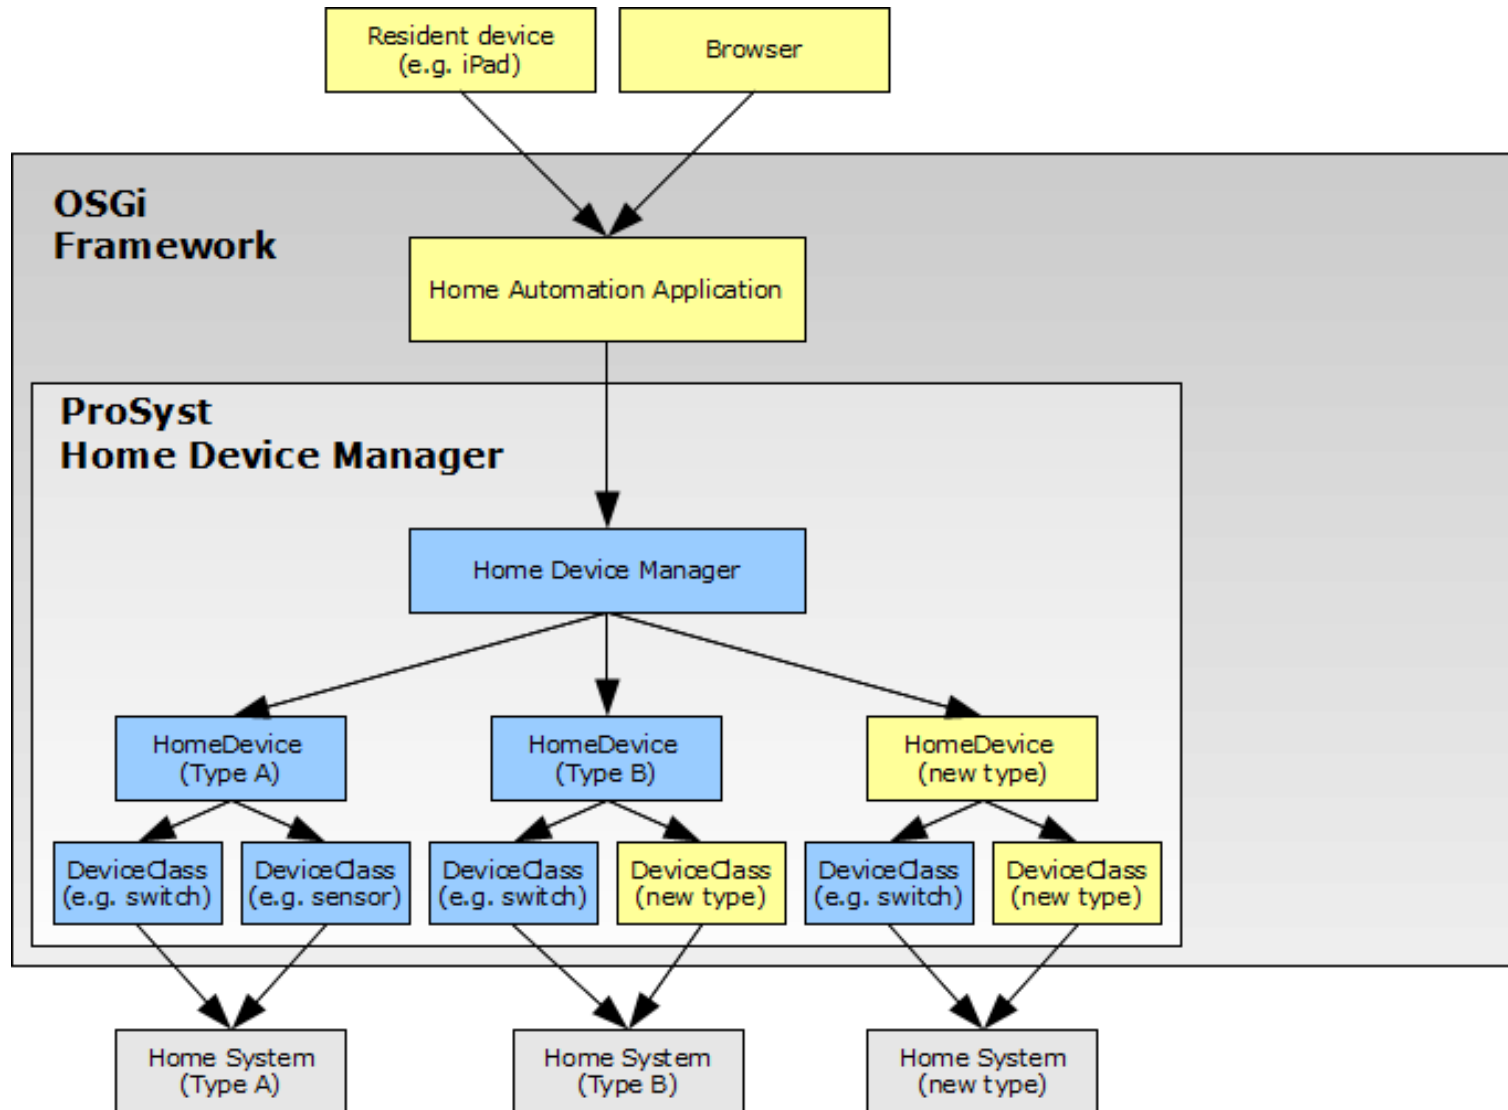 Resident device
(e.g. iPad)
Browser
OSGi
Framework
Home Automation Application
ProSyst
Home Device Manager
Home Device Manager
HomeDevice
(Type A)
HomeDevice
(Type B)
HomeDevice
(new type)
DeviceClass
(e.g. switch)
DeviceClass
(e.g. sensor)
DeviceClass
(e.g. switch)
DeviceClass
(new type)
DeviceClass
(e.g. switch)
DeviceClass
(new type)
Home System
(Type A)
Home System
(Type B)
Home System
(new type)